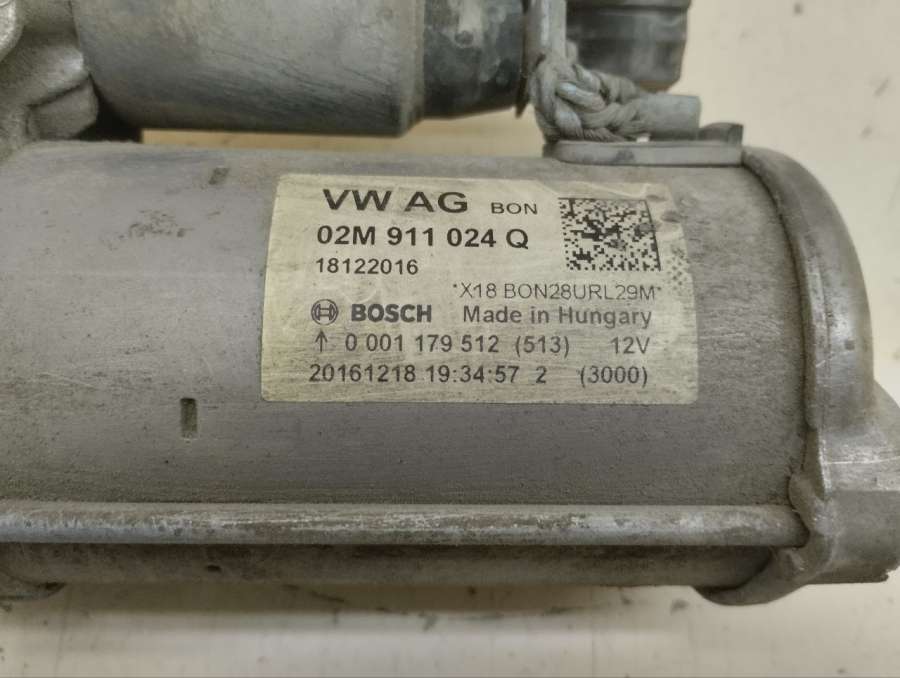 VW AG BON
02M 911 024 Q
18122016
*X18 BON28URL29M*
BOSCH Made in Hungary
↑ 0 001 179 512 (513) 12V
20161218 19:34:57 2 (3000)